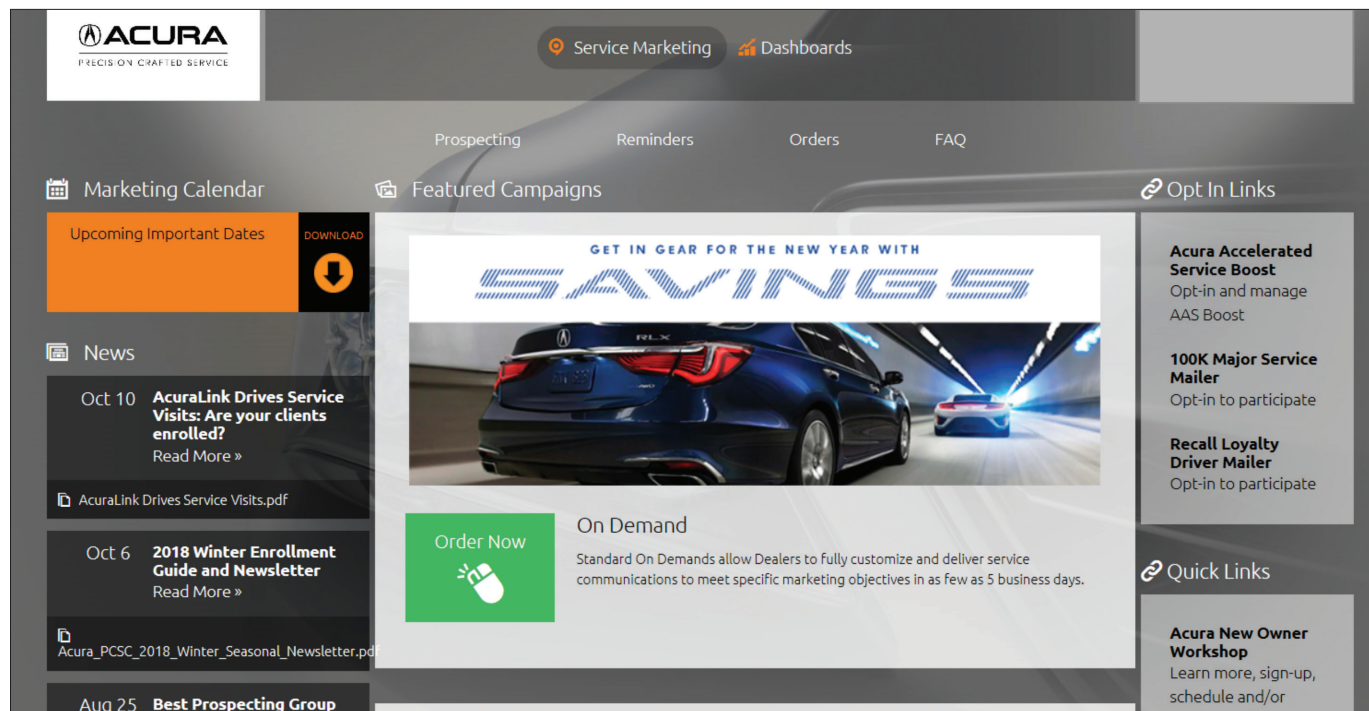 ACURA
PRECISION CRAFTED SERVICE
Service Marketing
Dashboards
Prospecting
Reminders
Orders
FAQ
Marketing Calendar
Upcoming Important Dates
DOWNLOAD
News
Oct 10
AcuraLink Drives Service
Visits: Are your clients
enrolled?
Read More »
AcuraLink Drives Service Visits.pdf
Oct 6
2018 Winter Enrollment
Guide and Newsletter
Read More »
Acura_PCSC_2018_Winter_Seasonal_Newsletter.pdf
Aug 25
Best Prospecting Group
Featured Campaigns
GET IN GEAR FOR THE NEW YEAR WITH
SAVINGS
RLX
Order Now
On Demand
Standard On Demands allow Dealers to fully customize and deliver service
communications to meet specific marketing objectives in as few as 5 business days.
Opt In Links
Acura Accelerated
Service Boost
Opt-in and manage
AAS Boost
100K Major Service
Mailer
Opt-in to participate
Recall Loyalty
Driver Mailer
Opt-in to participate
Quick Links
Acura New Owner
Workshop
Learn more, sign-up,
schedule and/or